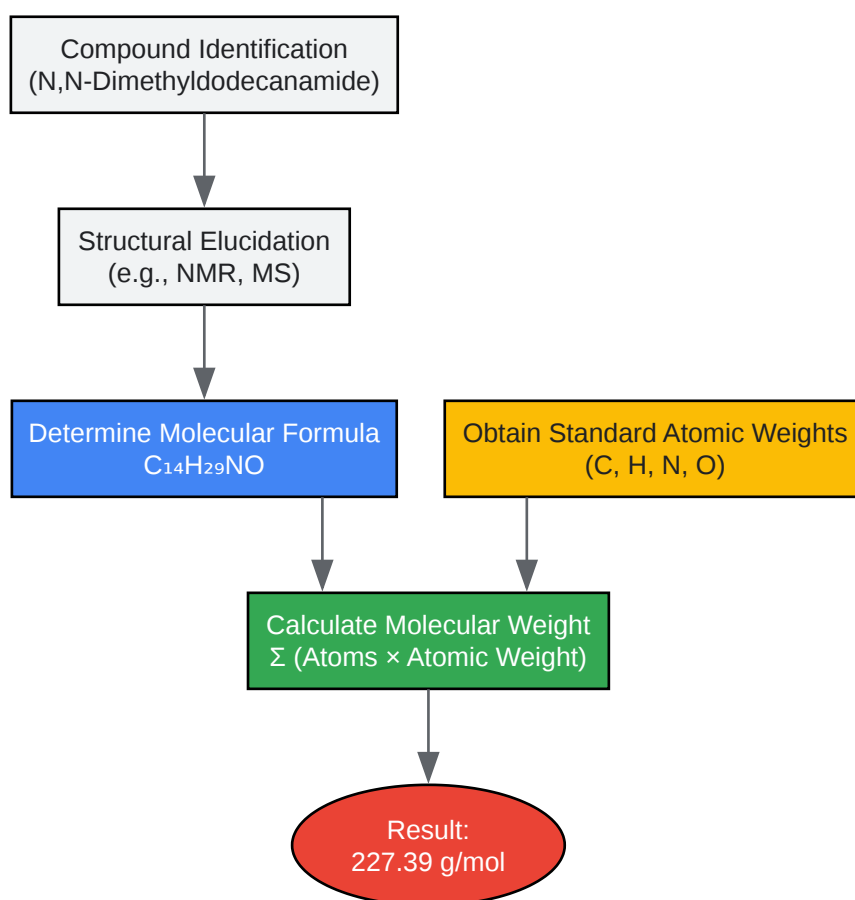 Compound Identification
(N,N-Dimethyldodecanamide)
Structural Elucidation
(e.g., NMR, MS)
Determine Molecular Formula
C₁₄H₂₉NO
Obtain Standard Atomic Weights
(C, H, N, O)
Calculate Molecular Weight
Σ (Atoms × Atomic Weight)
Result:
227.39 g/mol